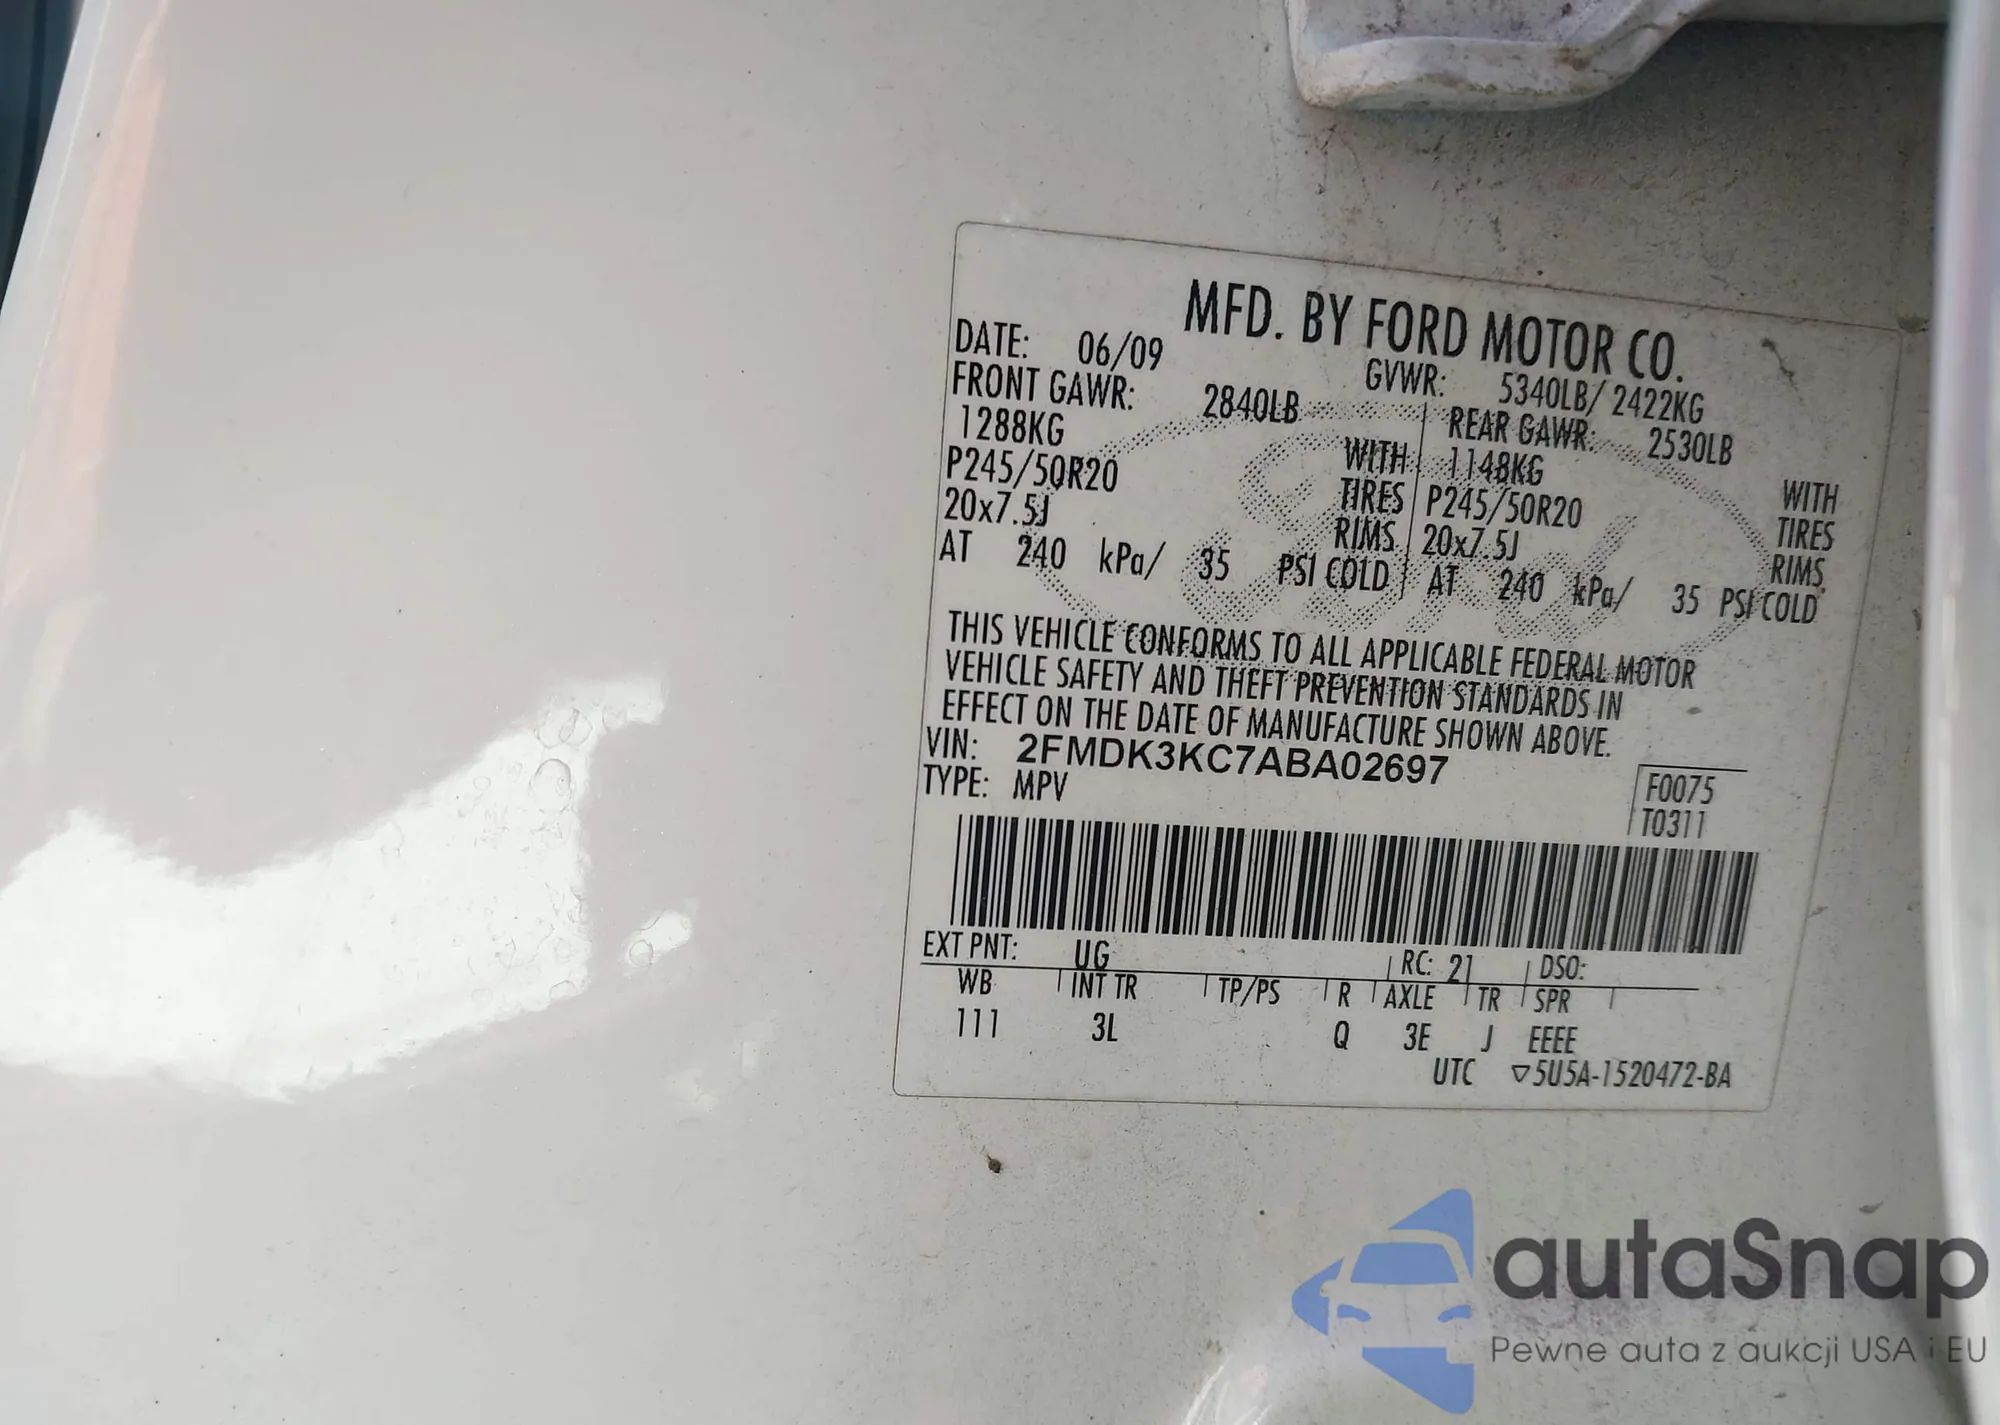 MFD. BY FORD MOTOR CO.
DATE: 06/09 GVWR: 5340LB/ 2422KG
FRONT GAWR: 2840LB REAR GAWR: 2530LB
1288KG WITH 1148KG WITH
P245/50R20 TIRES P245/50R20 TIRES
20x7.5J RIMS 20x7.5J RIMS
AT 240 kPa/ 35 PSI COLD AT 240 kPa/ 35 PSI COLD
THIS VEHICLE CONFORMS TO ALL APPLICABLE FEDERAL MOTOR
VEHICLE SAFETY AND THEFT PREVENTION STANDARDS IN
EFFECT ON THE DATE OF MANUFACTURE SHOWN ABOVE.
VIN: 2FMDK3KC7ABA02697
TYPE: MPV
F0075
T0311
EXT PNT: UG RC: 21 DSO:
WB INT TR TP/PS R AXLE TR SPR
111 3L Q 3E J EEEE
UTC ▽5U5A-1520472-BA
autaSnap
Pewne auta z aukcji USA i EU